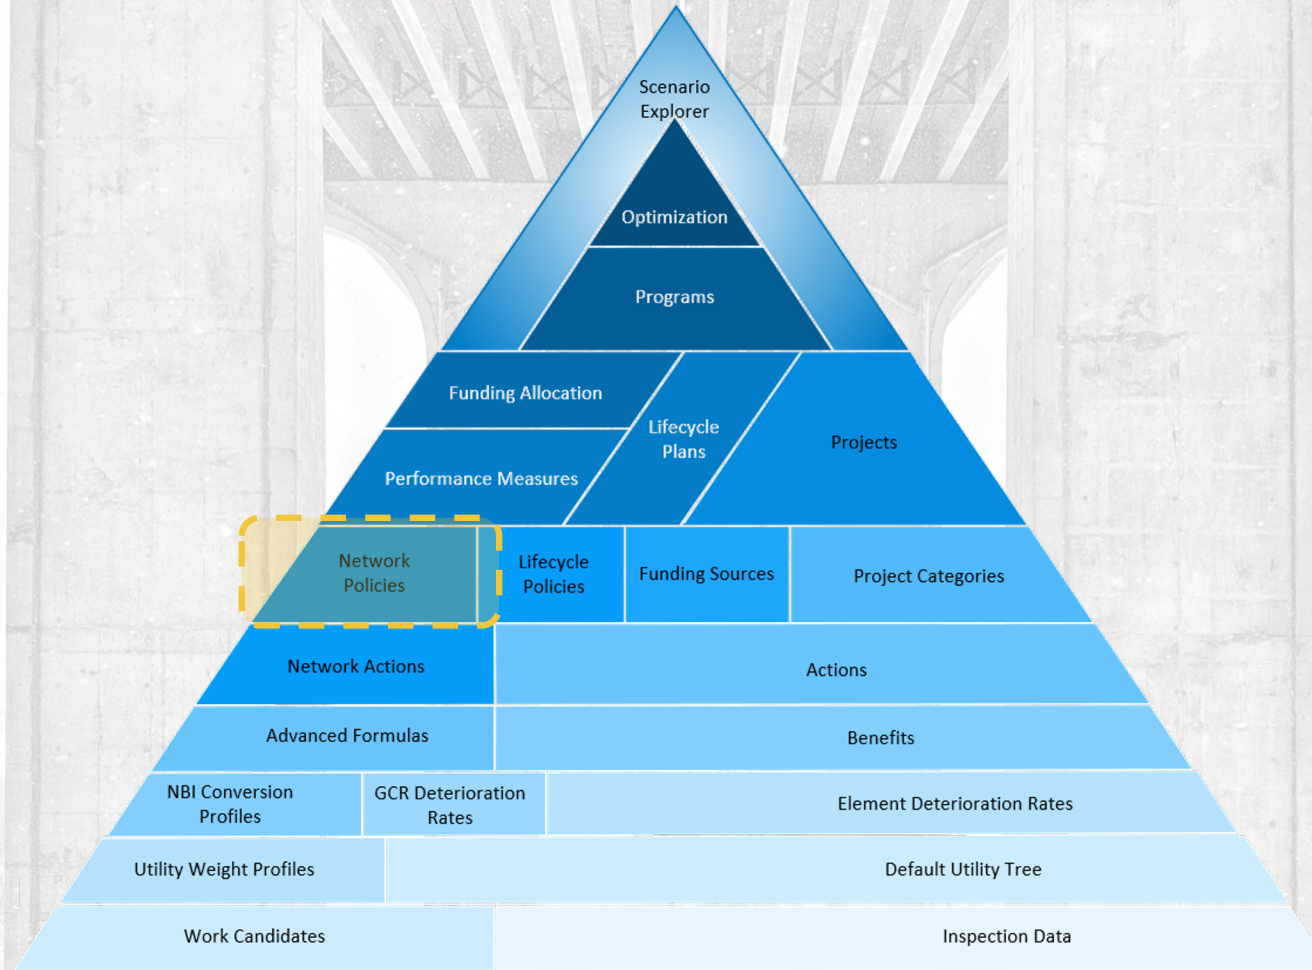 Scenario
Explorer
Optimization
Programs
Funding Allocation
Lifecycle
Plans
Projects
Performance Measures
Network
Policies
Lifecycle
Policies
Funding Sources
Project Categories
Network Actions
Actions
Advanced Formulas
Benefits
NBI Conversion
Profiles
GCR Deterioration
Rates
Element Deterioration Rates
Utility Weight Profiles
Default Utility Tree
Work Candidates
Inspection Data